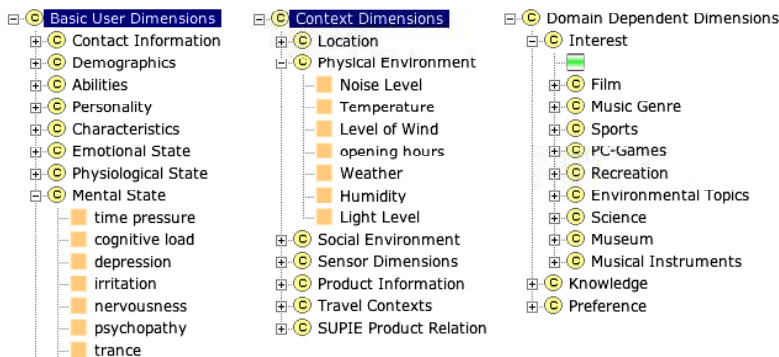 Basic User Dimensions
Contact Information
Demographics
Abilities
Personality
Characteristics
Emotional State
Physiological State
Mental State
time pressure
cognitive load
depression
irritation
nervousness
psychopathy
trance
Context Dimensions
Location
Physical Environment
Noise Level
Temperature
Level of Wind
opening hours
Weather
Humidity
Light Level
Social Environment
Sensor Dimensions
Product Information
Travel Contexts
SUPIE Product Relation
Domain Dependent Dimensions
Interest
Film
Music Genre
Sports
PC-Games
Recreation
Environmental Topics
Science
Museum
Musical Instruments
Knowledge
Preference